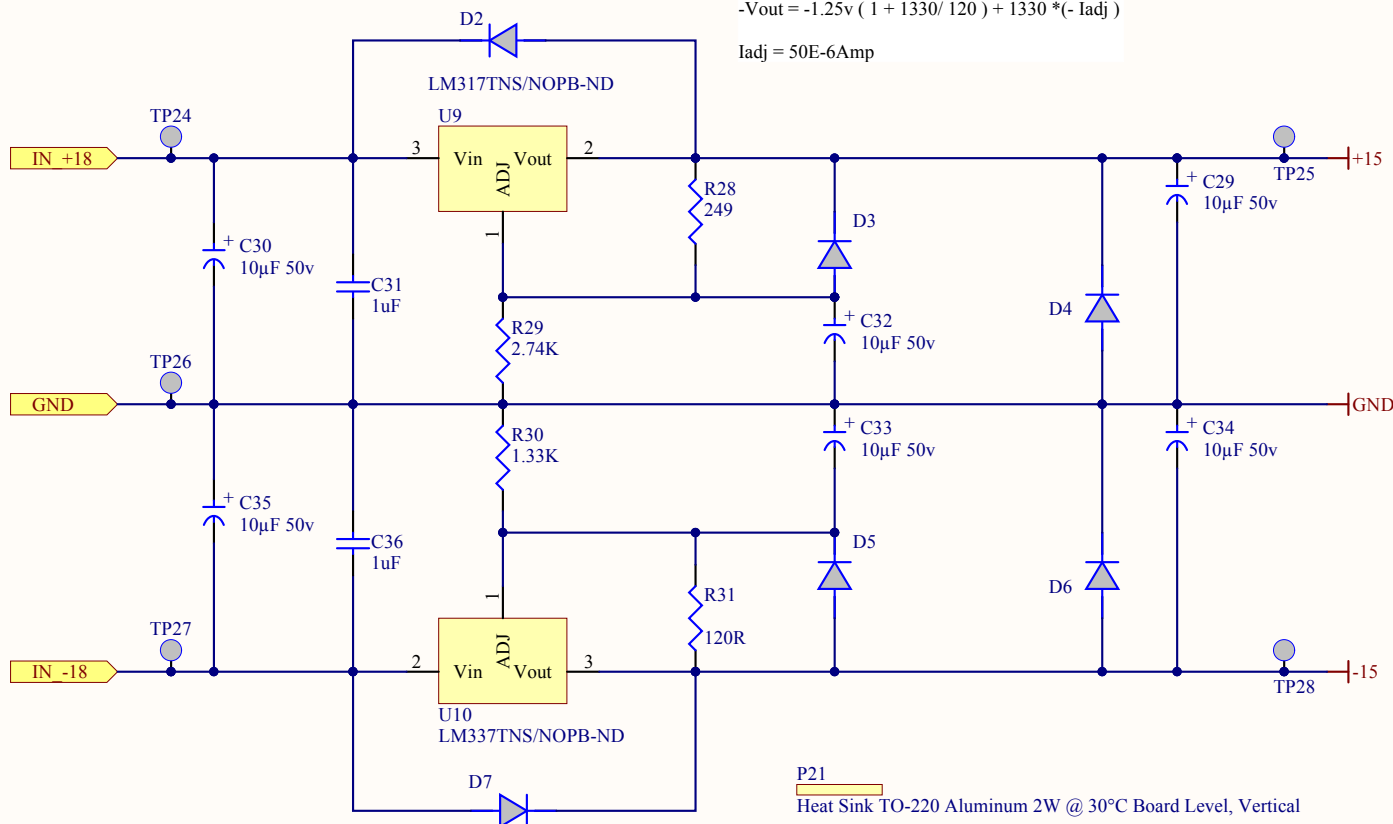 -Vout = -1.25v ( 1 + 1330/ 120 ) + 1330 *(- Iadj )
Iadj = 50E-6Amp
D2
LM317TNS/NOPB-ND
TP24
U9
IN_+18
3
Vin
Vout
ADJ
2
1
+15
TP25
R28
249
D3
+
C29
10µF 50v
+
C30
10µF 50v
C31
1uF
D4
+
C32
10µF 50v
R29
2.74K
TP26
GND
GND
R30
1.33K
+
C33
10µF 50v
+
C34
10µF 50v
+
C35
10µF 50v
C36
1uF
D5
D6
1
R31
120R
TP27
IN_-18
2
Vin
Vout
ADJ
3
-15
TP28
U10
LM337TNS/NOPB-ND
D7
P21
Heat Sink TO-220 Aluminum 2W @ 30°C Board Level, Vertical